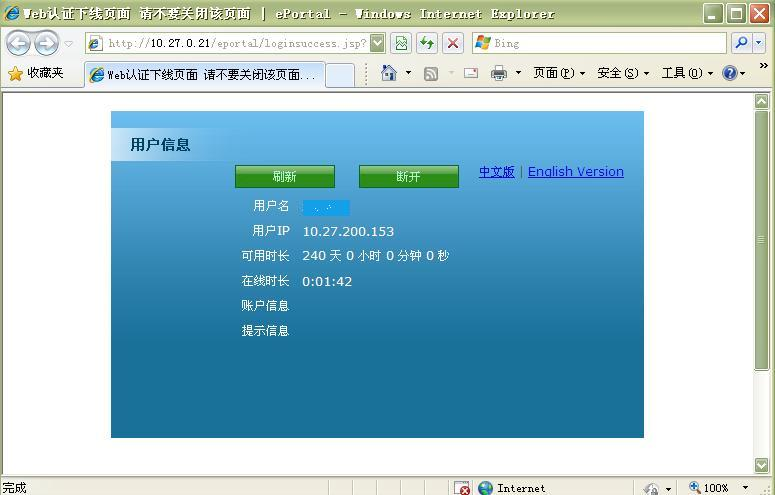 Web认证下线页面 请不要关闭该页面 | ePortal - Windows Internet Explorer
http://10.27.0.21/eportal/loginsuccess.jsp?
Bing
收藏夹
Web认证下线页面 请不要关闭该页面...
页面(P)
安全(S)
工具(O)
用户信息
刷新
断开
中文版 | English Version
用户名
用户IP 10.27.200.153
可用时长 240 天 0 小时 0 分钟 0 秒
在线时长 0:01:42
账户信息
提示信息
完成
Internet
100%